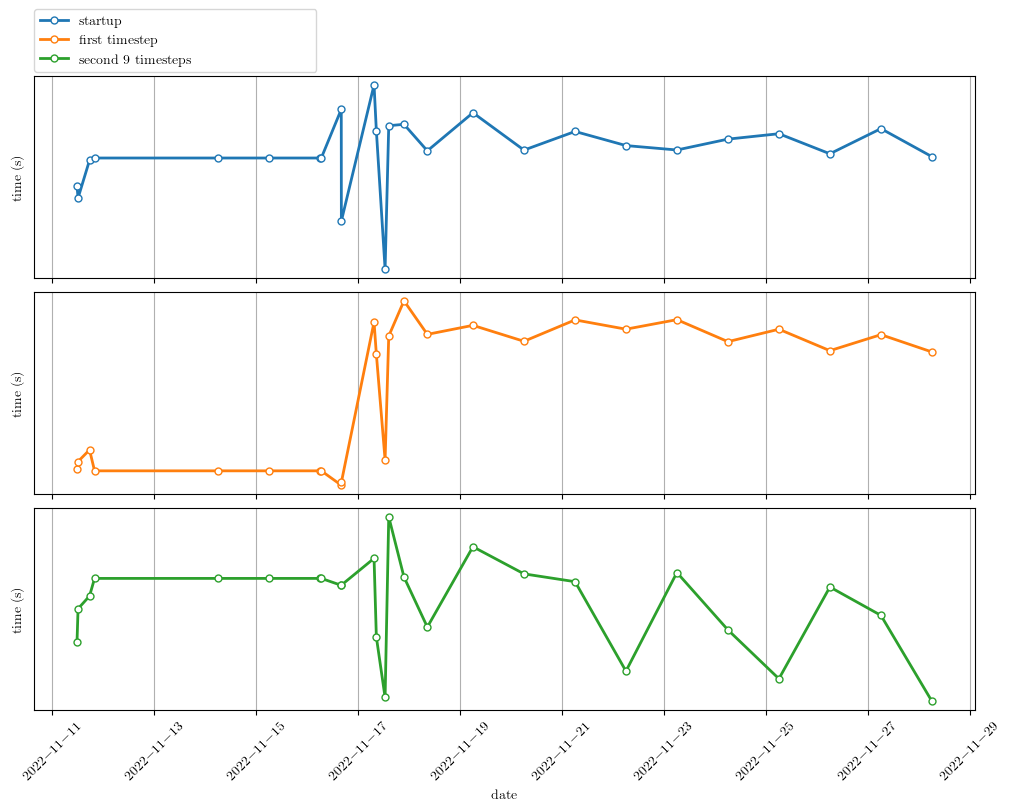 startup
first timestep
second 9 timesteps
time (s)
time (s)
time (s)
2022−11−11
2022−11−13
2022−11−15
2022−11−17
2022−11−19
2022−11−21
2022−11−23
2022−11−25
2022−11−27
2022−11−29
date